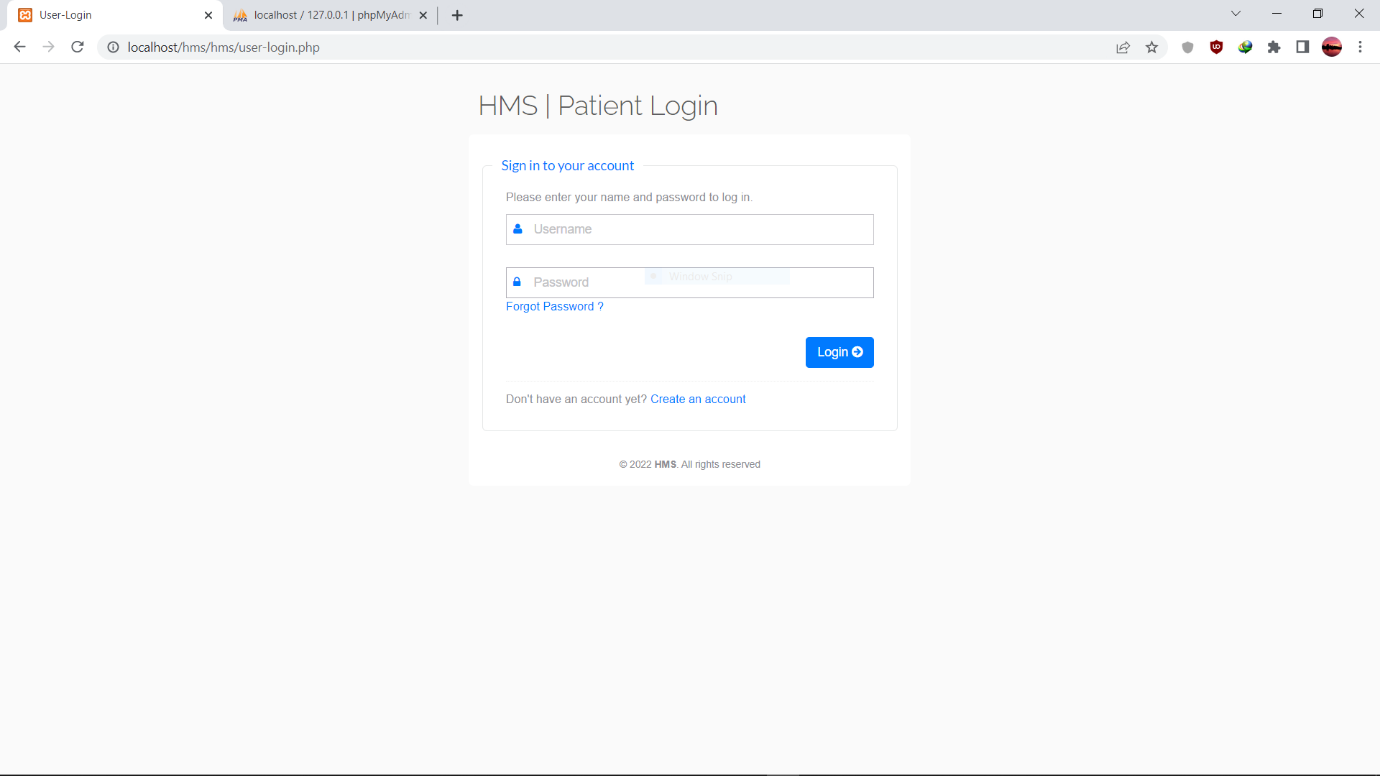 User-Login
localhost / 127.0.0.1 | phpMyAdm
localhost/hms/hms/user-login.php
HMS | Patient Login
Sign in to your account
Please enter your name and password to log in.
Username
Password
Window Snip
Forgot Password ?
Login
Don't have an account yet? Create an account
© 2022 HMS. All rights reserved